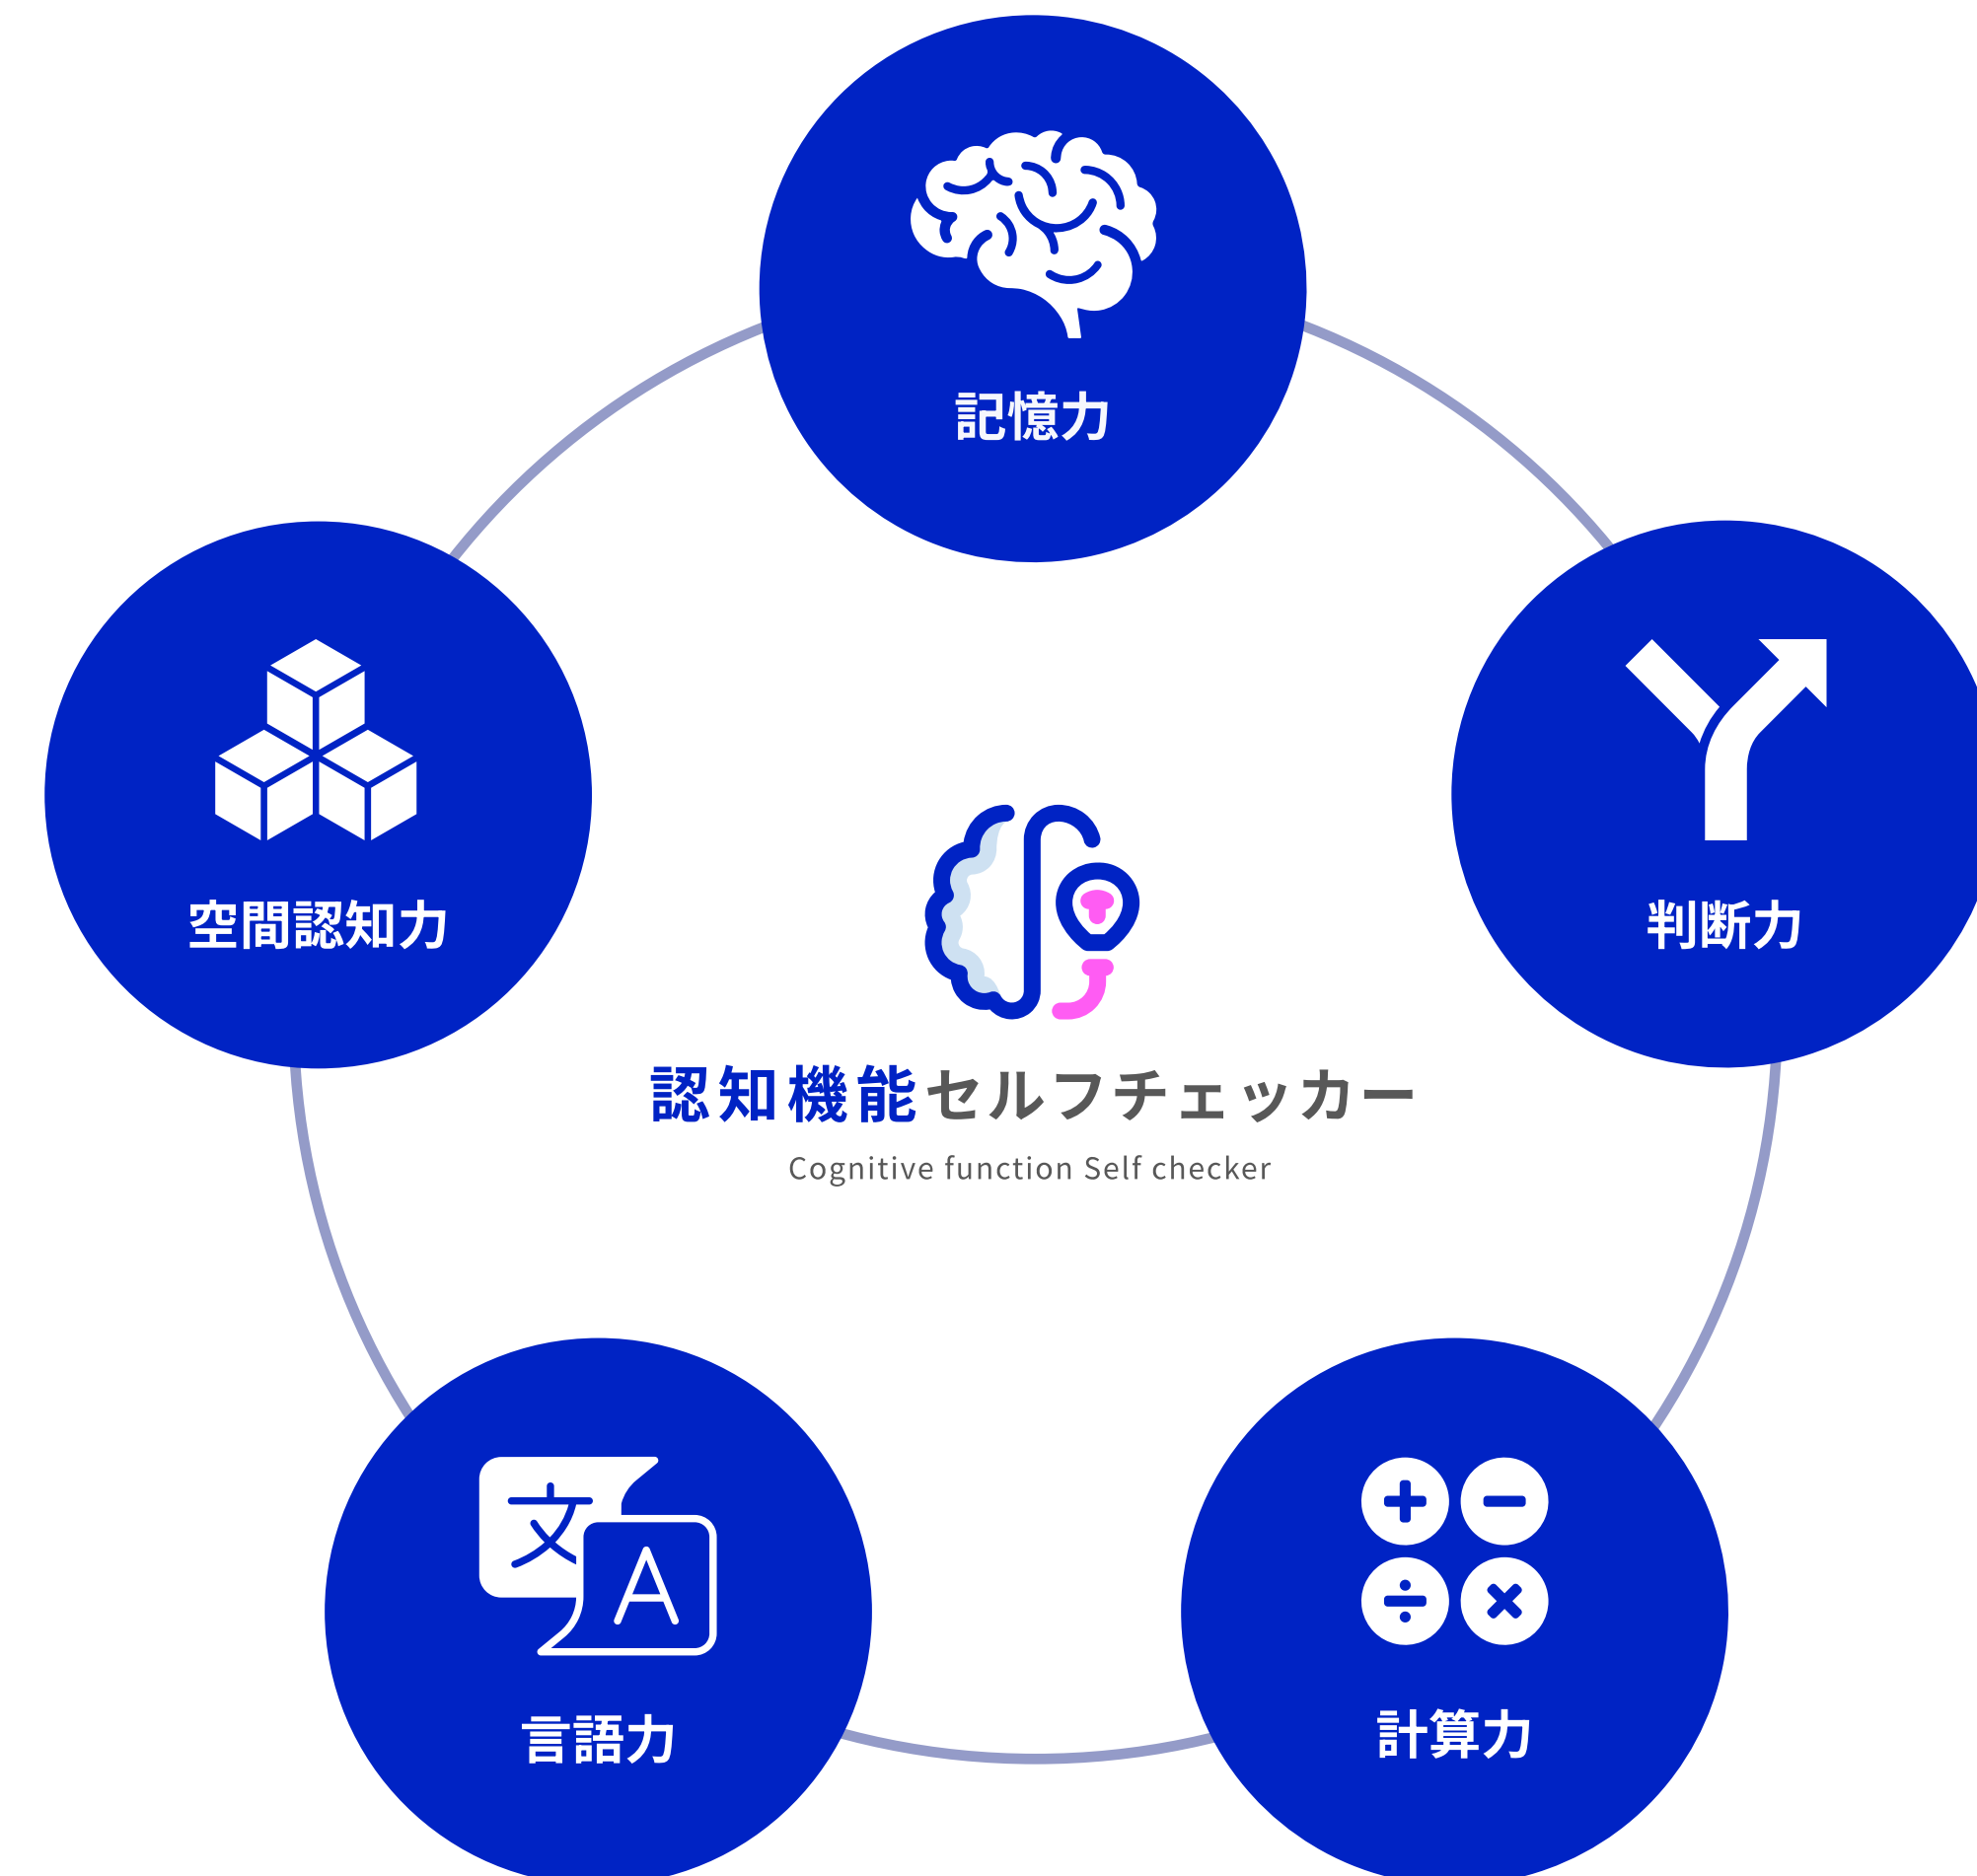 記憶力
空間認知力
判断力
認知機能セルフチェッカー
Cognitive function Self checker
文
A
言語力
計算力